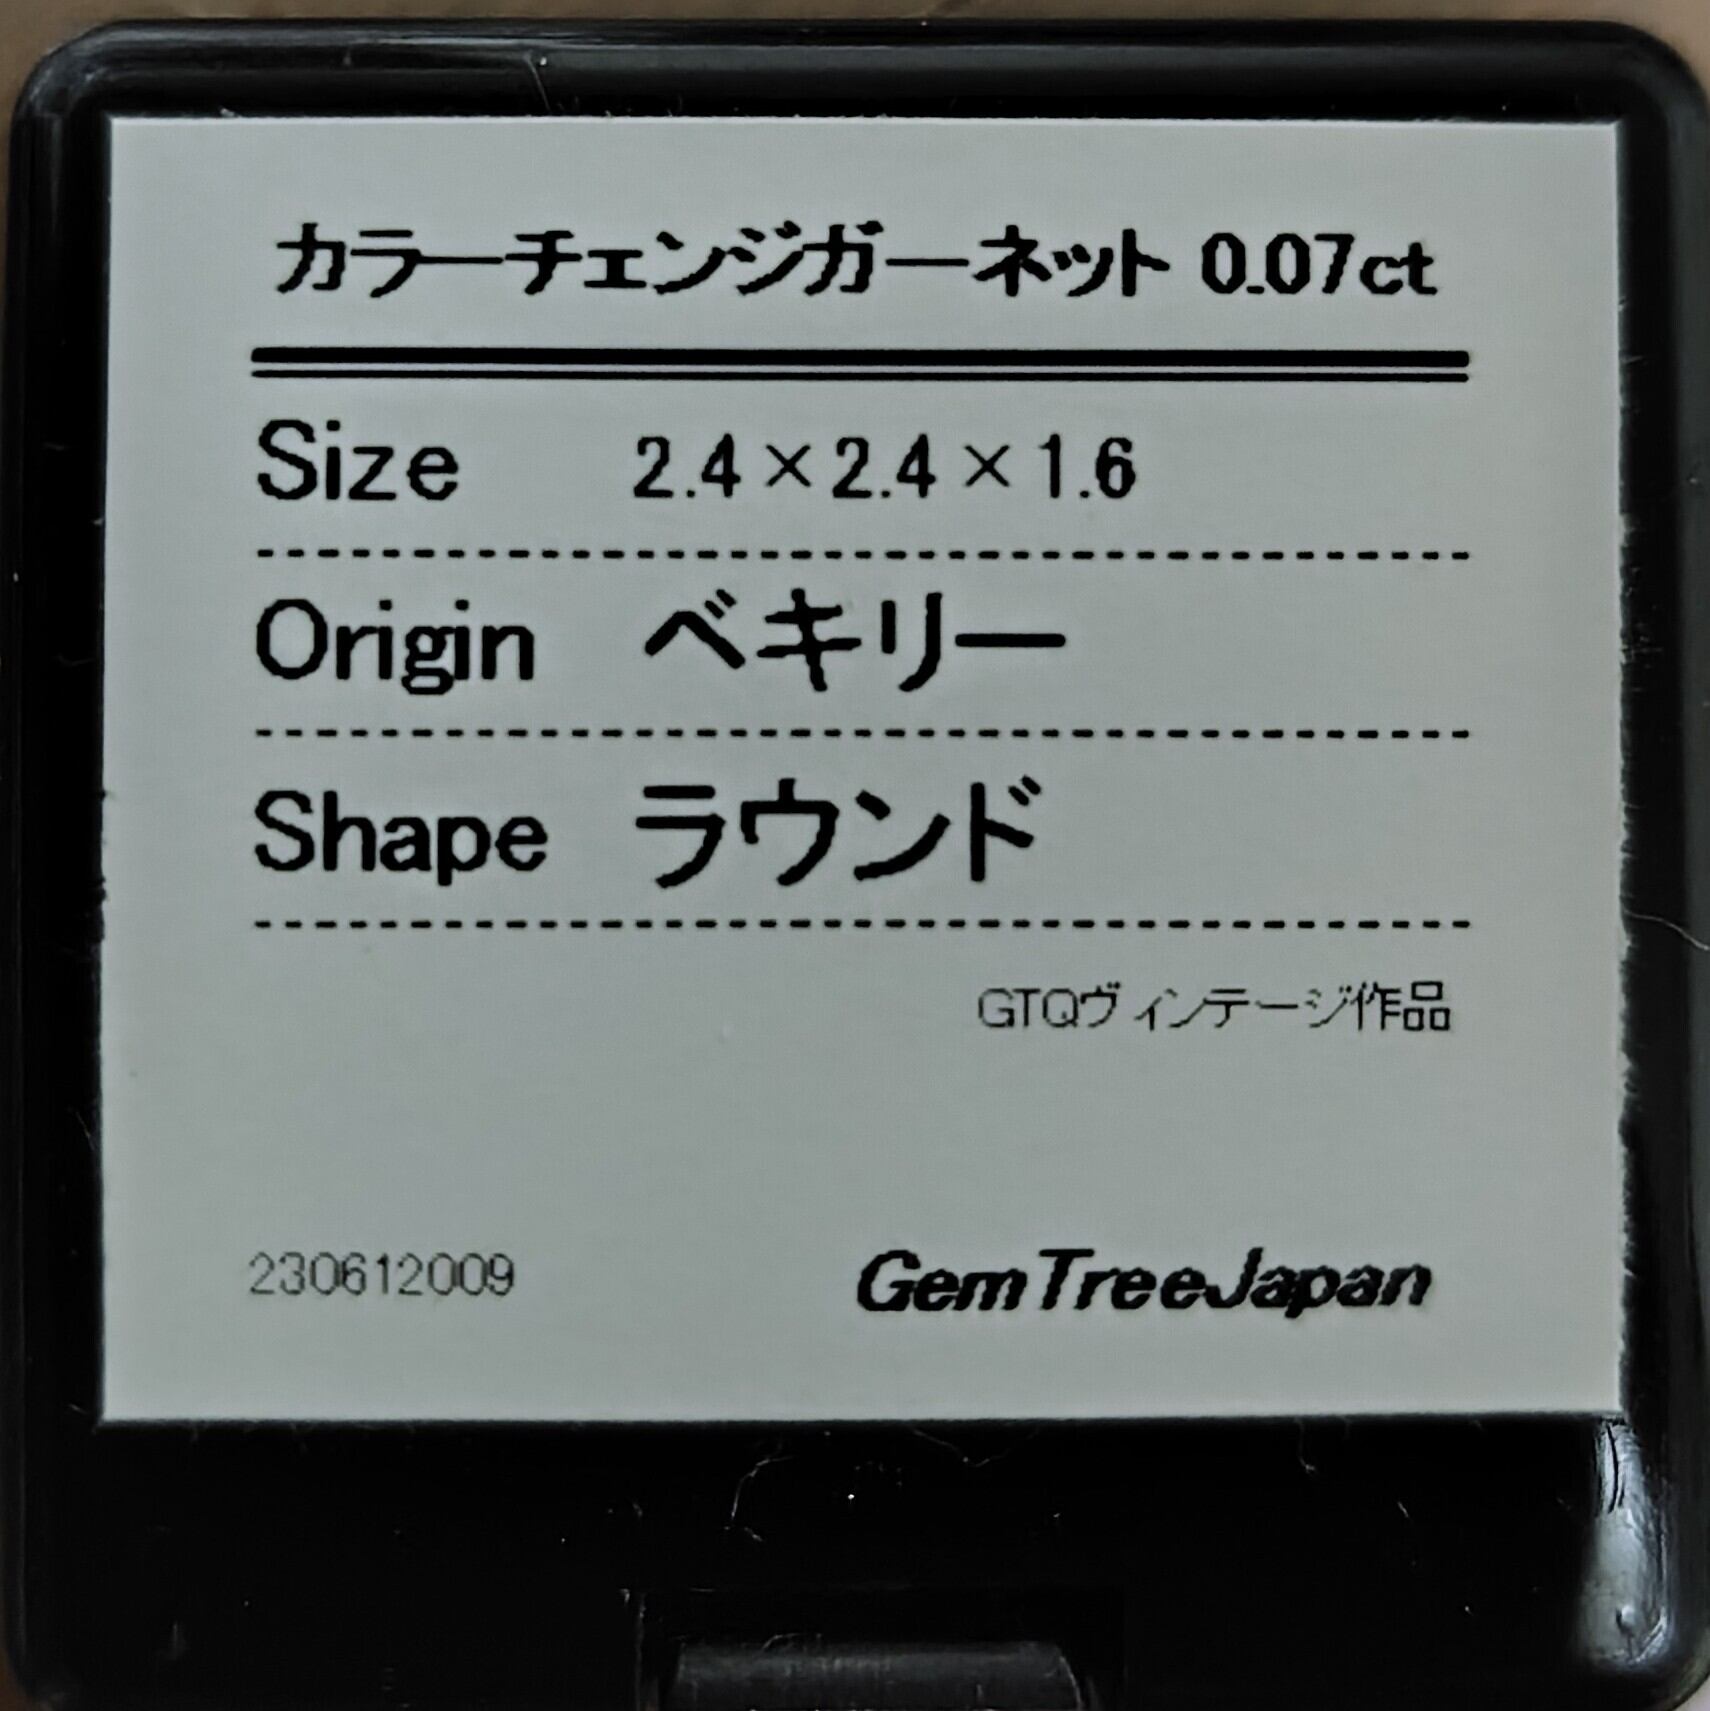 カラーチェンジガーネット 0.07ct
Size 2.4×2.4×1.6
Origin ベキリー
Shape ラウンド
GTQヴィンテージ作品
230612009 GemTreeJapan